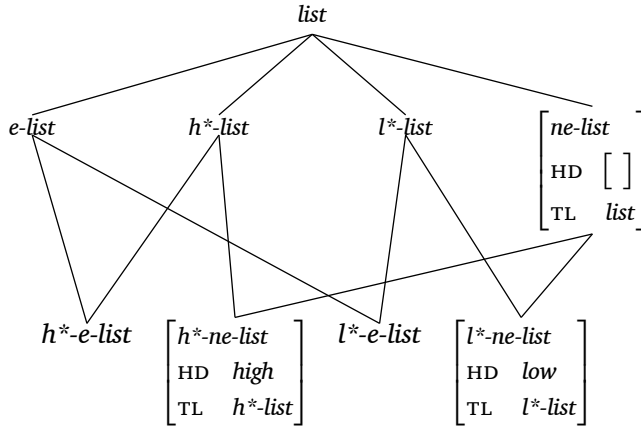 list
e-list
h*-list
l*-list
ne-list
HD [ ]
TL list
h*-e-list
h*-ne-list
HD high
TL h*-list
l*-e-list
l*-ne-list
HD low
TL l*-list